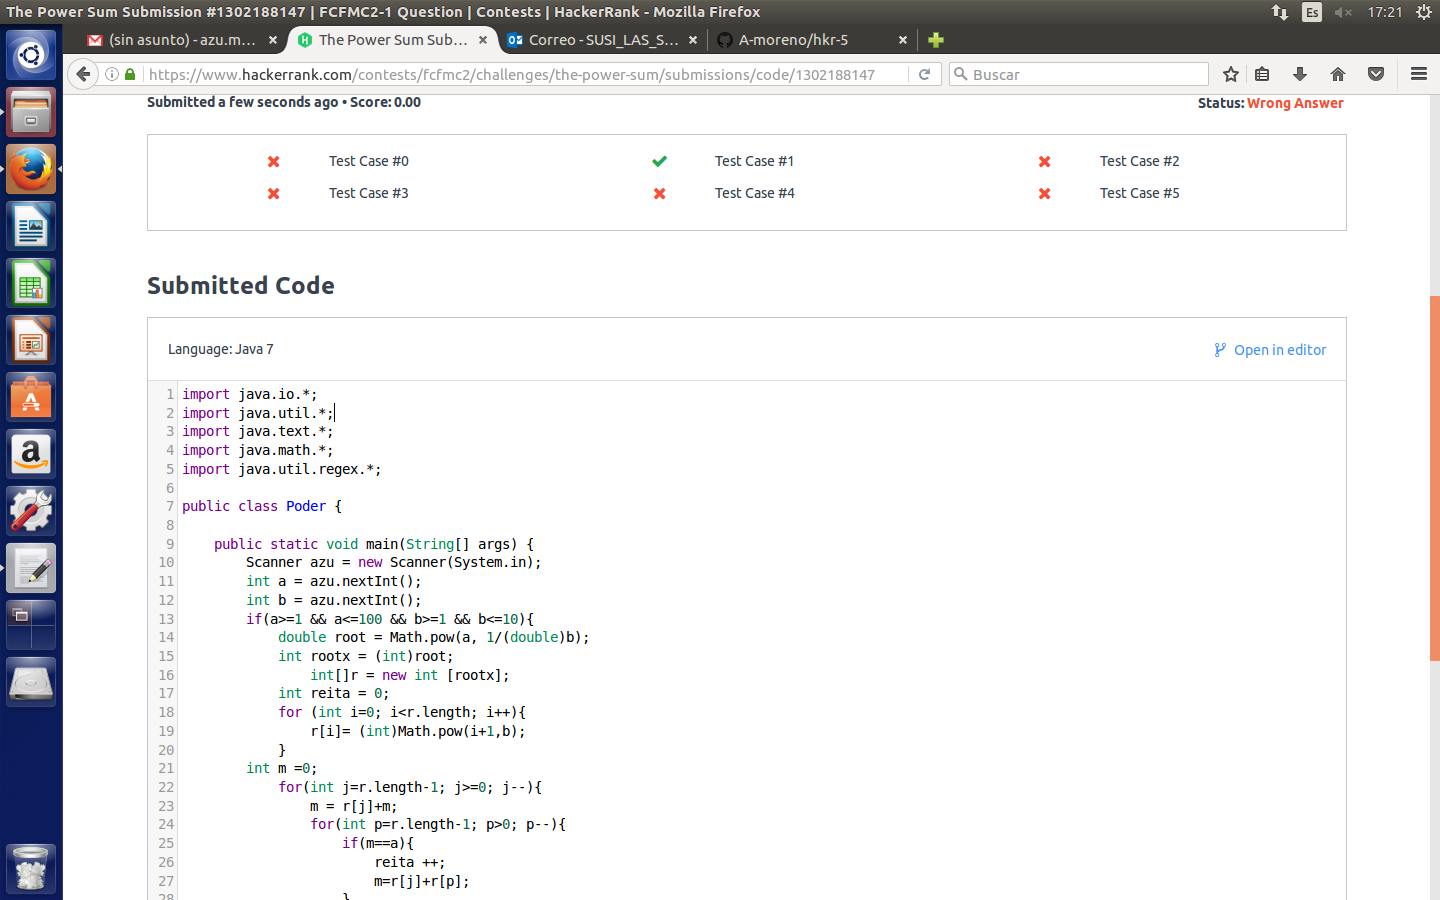 The Power Sum Submission #1302188147 | FCFMC2-1 Question | Contests | HackerRank - Mozilla Firefox
Es
17:21
(sin asunto) - azu.m...
The Power Sum Sub...
Correo - SUSI_LAS_S...
A-moreno/hkr-5
https://www.hackerrank.com/contests/fcfmc2/challenges/the-power-sum/submissions/code/1302188147
Buscar
Submitted a few seconds ago • Score: 0.00
Status: Wrong Answer
Test Case #0
Test Case #1
Test Case #2
Test Case #3
Test Case #4
Test Case #5
Submitted Code
Language: Java 7
Open in editor
1 import java.io.*;
2 import java.util.*;
3 import java.text.*;
4 import java.math.*;
5 import java.util.regex.*;
6
7 public class Poder {
8
9     public static void main(String[] args) {
10         Scanner azu = new Scanner(System.in);
11         int a = azu.nextInt();
12         int b = azu.nextInt();
13         if(a>=1 && a<=100 && b>=1 && b<=10){
14             double root = Math.pow(a, 1/(double)b);
15             int rootx = (int)root;
16                 int[]r = new int [rootx];
17             int reita = 0;
18             for (int i=0; i<r.length; i++){
19                 r[i]= (int)Math.pow(i+1,b);
20             }
21         int m =0;
22             for(int j=r.length-1; j>=0; j--){
23                 m = r[j]+m;
24                 for(int p=r.length-1; p>0; p--){
25                     if(m==a){
26                         reita ++;
27                         m=r[j]+r[p];
28                     }